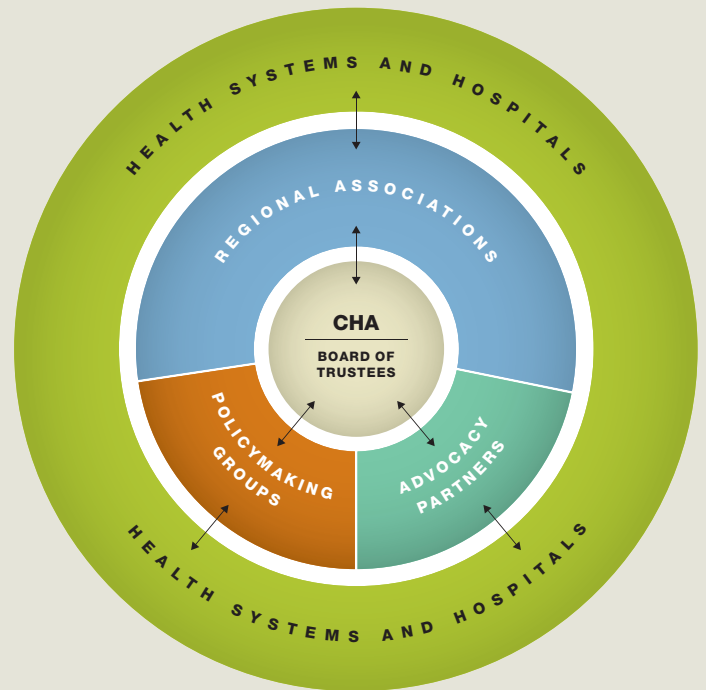 HEALTH SYSTEMS AND HOSPITALS
REGIONAL ASSOCIATIONS
CHA
BOARD OF
TRUSTEES
POLICYMAKING
GROUPS
ADVOCACY
PARTNERS
HEALTH SYSTEMS AND HOSPITALS